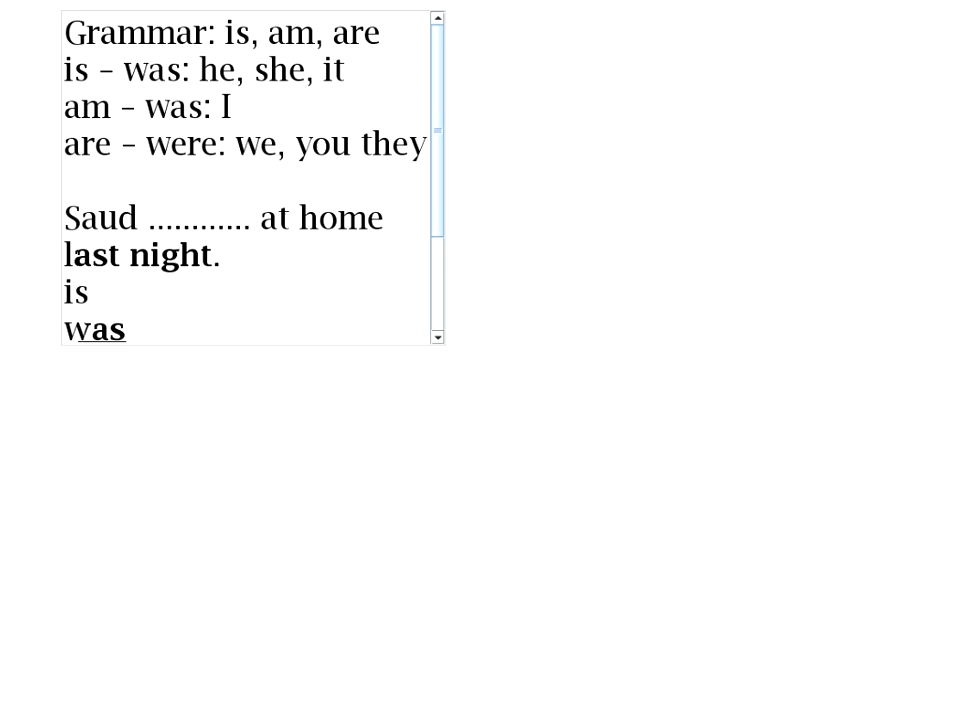 Grammar: is, am, are
is – was: he, she, it
am – was: I
are – were: we, you they
Saud ............ at home
last night.
is
was